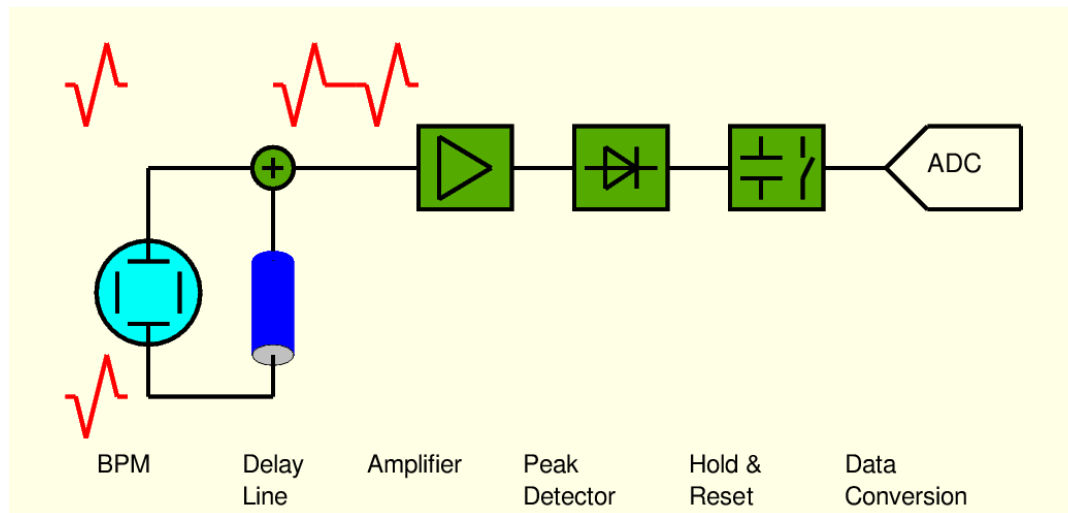 ADC
BPM
Delay
Line
Amplifier
Peak
Detector
Hold &
Reset
Data
Conversion